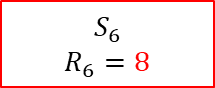 S₆
R₆ = 8